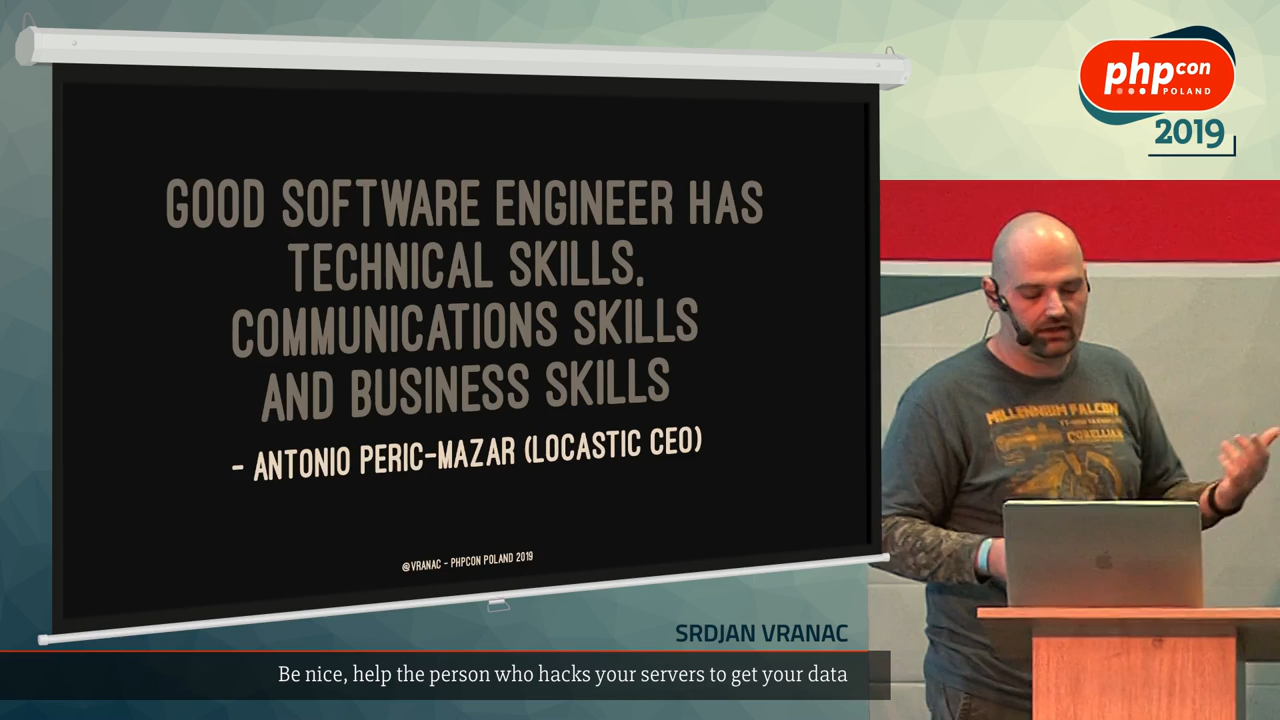 GOOD SOFTWARE ENGINEER HAS
TECHNICAL SKILLS,
COMMUNICATIONS SKILLS
AND BUSINESS SKILLS
- ANTONIO PERIC-MAZAR (LOCASTIC CEO)
@VRANAC - PHPCON POLAND 2019
phpcon
POLAND
2019
MILLENNIUM FALCON
CORELLIAN
SRDJAN VRANAC
Be nice, help the person who hacks your servers to get your data